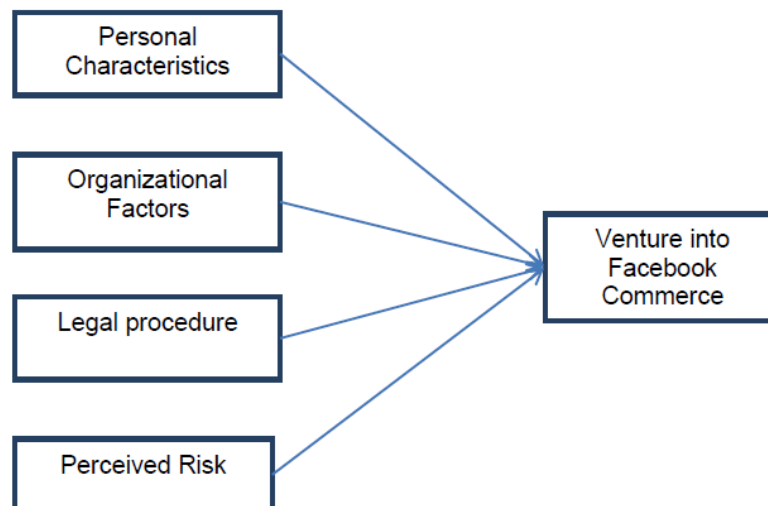 Personal
Characteristics
Organizational
Factors
Legal procedure
Perceived Risk
Venture into
Facebook
Commerce